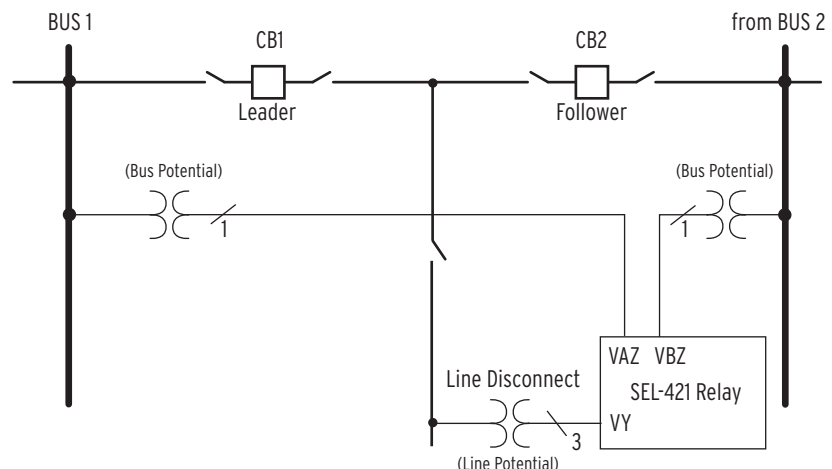 BUS 1
CB1
CB2
from BUS 2
Leader
Follower
(Bus Potential)
(Bus Potential)
1
1
VAZ VBZ
Line Disconnect
SEL-421 Relay
VY
3
(Line Potential)